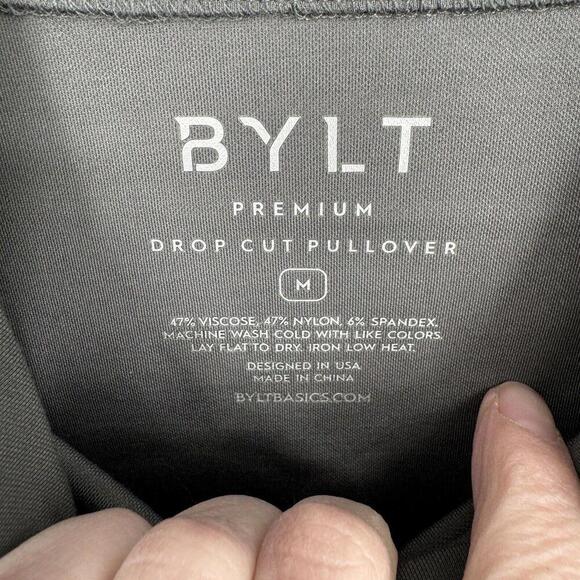 BYLT
PREMIUM
DROP CUT PULLOVER
M
47% VISCOSE, 47% NYLON, 6% SPANDEX.
MACHINE WASH COLD WITH LIKE COLORS.
LAY FLAT TO DRY. IRON LOW HEAT.
DESIGNED IN USA
MADE IN CHINA
BYLTBASICS.COM